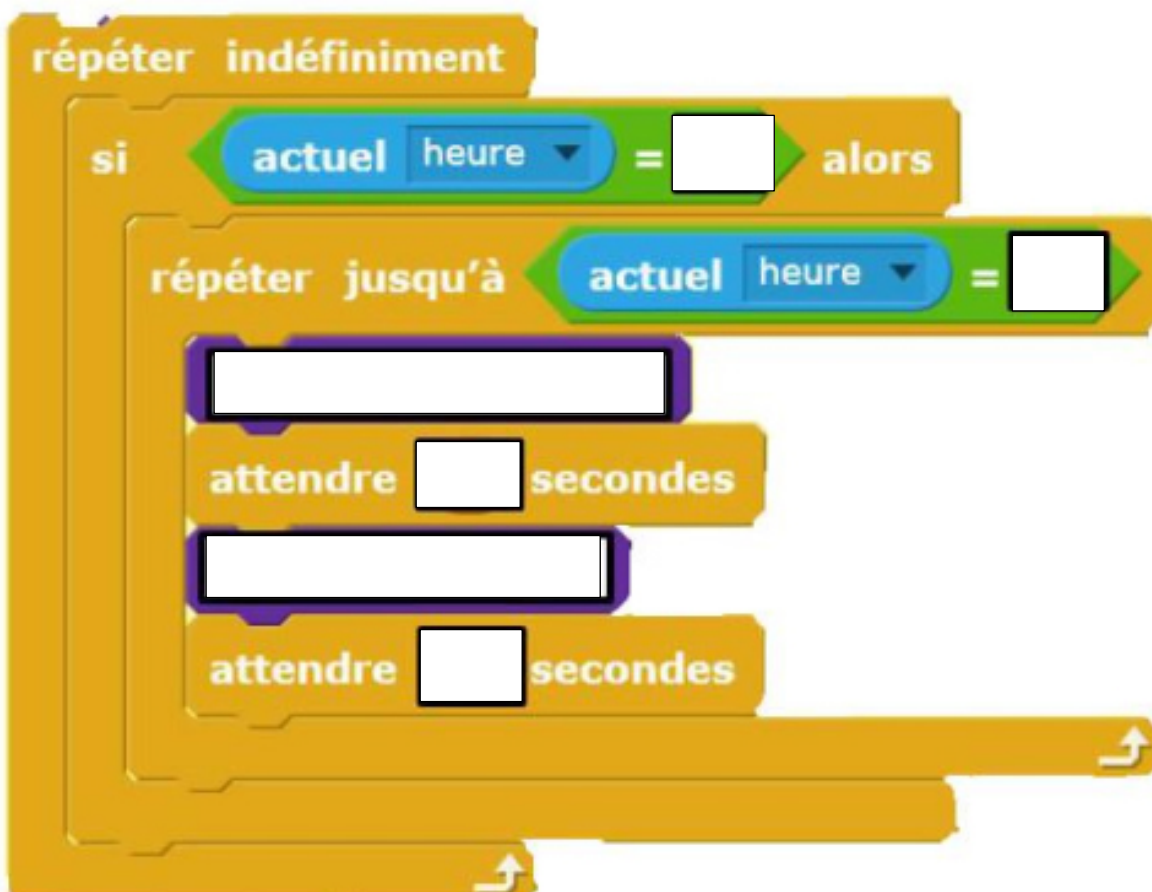 répéter indéfiniment
si actuel heure = alors
répéter jusqu'à actuel heure =
attendre secondes
attendre secondes